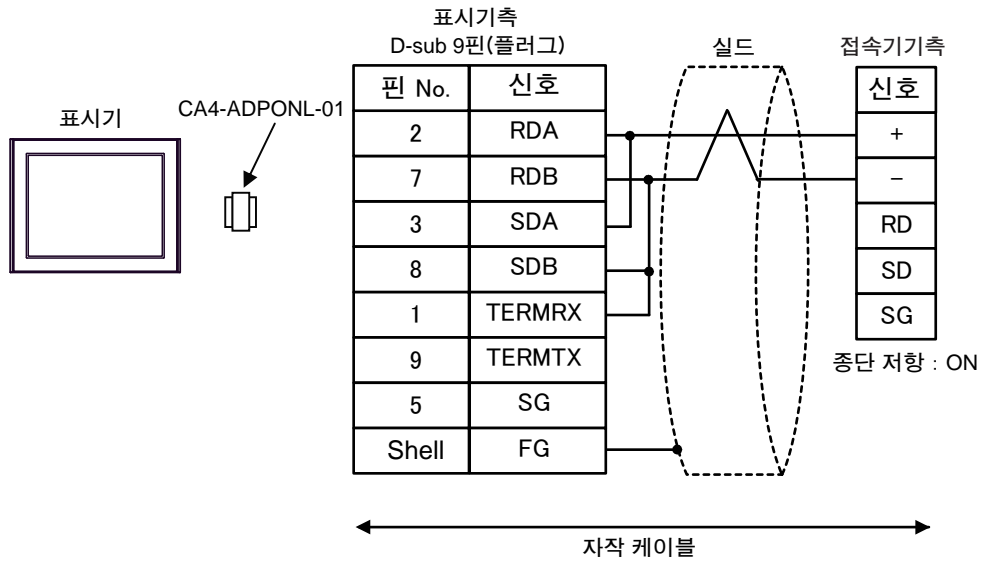 표시기측
D-sub 9핀(플러그)
실드
접속기기측
표시기
CA4-ADPONL-01
핀 No. 신호
2 RDA
7 RDB
3 SDA
8 SDB
1 TERMRX
9 TERMTX
5 SG
Shell FG
신호
+
−
RD
SD
SG
종단 저항 : ON
자작 케이블